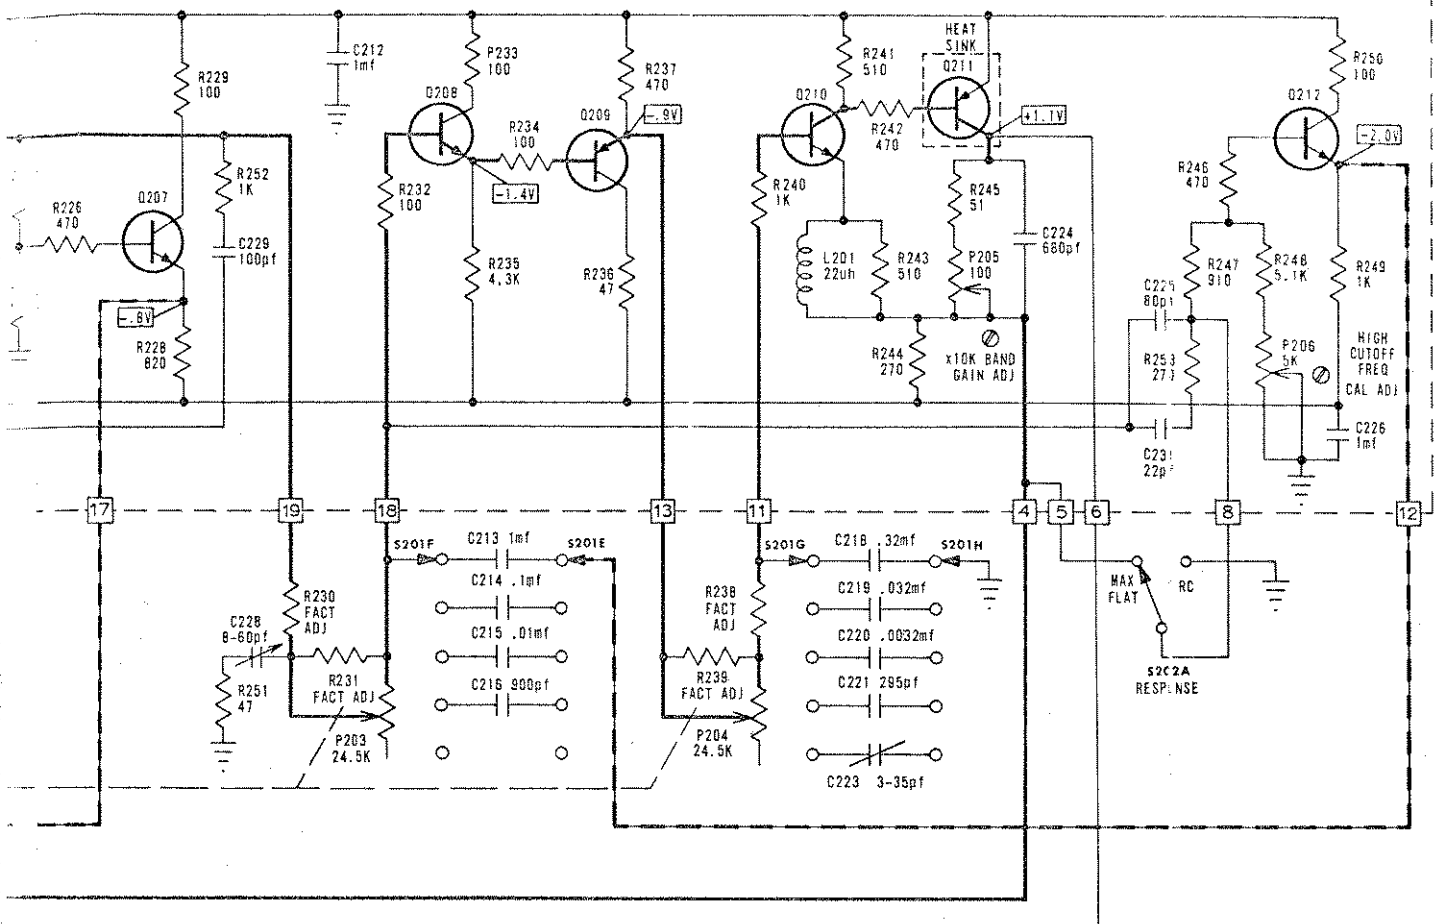 HEAT
SINK
Q211
C212
1mf
P233
100
R237
470
R241
510
R250
100
R229
100
Q208
Q210
Q212
-.9V
+1.1V
-2.0V
R234
100
Q209
R242
470
R252
1K
R232
100
-1.4V
R240
1K
R245
51
R246
470
Q207
R226
470
C229
100pf
R235
4.3K
R236
47
L201
22uh
R243
510
P205
100
C224
680pf
R247
910
R248
5.1K
R249
1K
C225
-.8V
R228
820
R244
270
x10K BAND
GAIN ADJ
R253
P206
5K
HIGH
CUTOFF
FREQ
CAL ADJ
C226
1mf
22p
17
19
18
13
11
4
5
6
8
12
S201F
C213 1mf
S201E
S201G
C218 .32mf
S201H
C214 .1mf
C219 .032mf
R230
FACT
ADJ
R238
FACT
ADJ
MAX
FLAT
RC
C228
8-60pf
C215 .01mf
C220 .0032mf
R231
FACT ADJ
R239
FACT ADJ
C216 900pf
C221 295pf
R251
47
S2C2A
RESPLNSE
P203
24.5K
P204
24.5K
C223 3-35pf